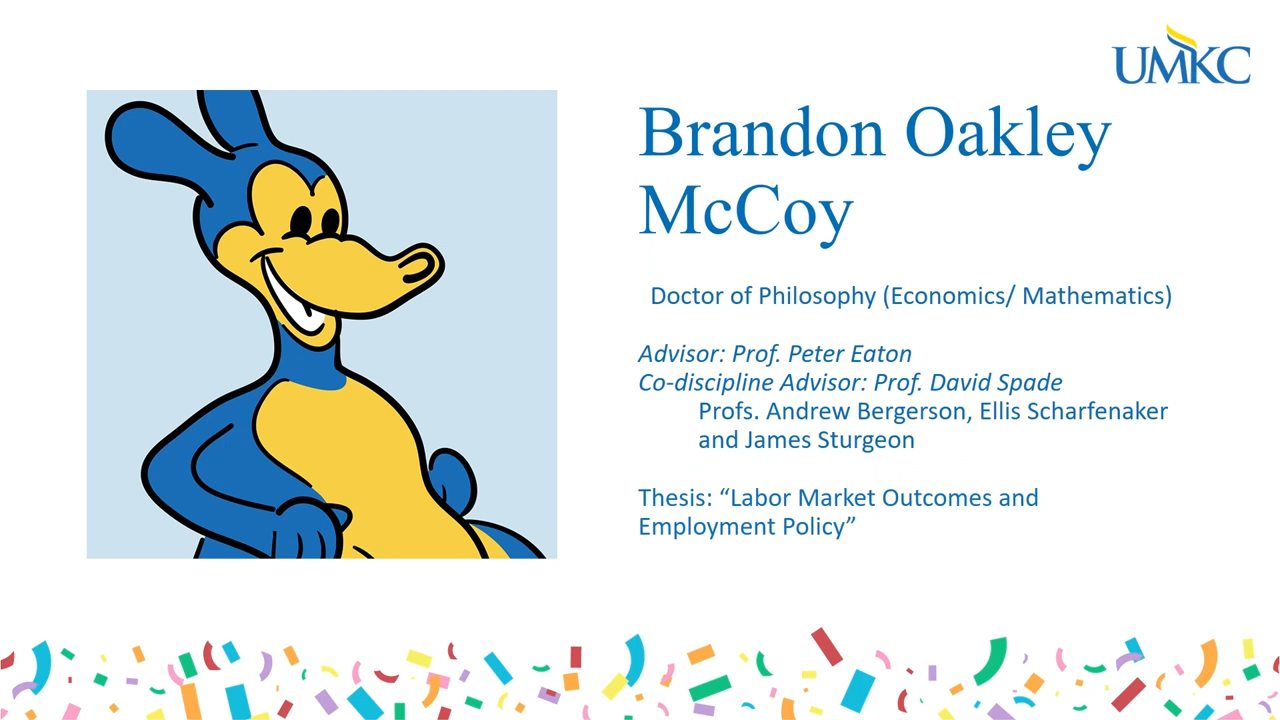 UMKC
Brandon Oakley
McCoy
Doctor of Philosophy (Economics/ Mathematics)
Advisor: Prof. Peter Eaton
Co-discipline Advisor: Prof. David Spade
Profs. Andrew Bergerson, Ellis Scharfenaker
and James Sturgeon
Thesis: “Labor Market Outcomes and
Employment Policy”